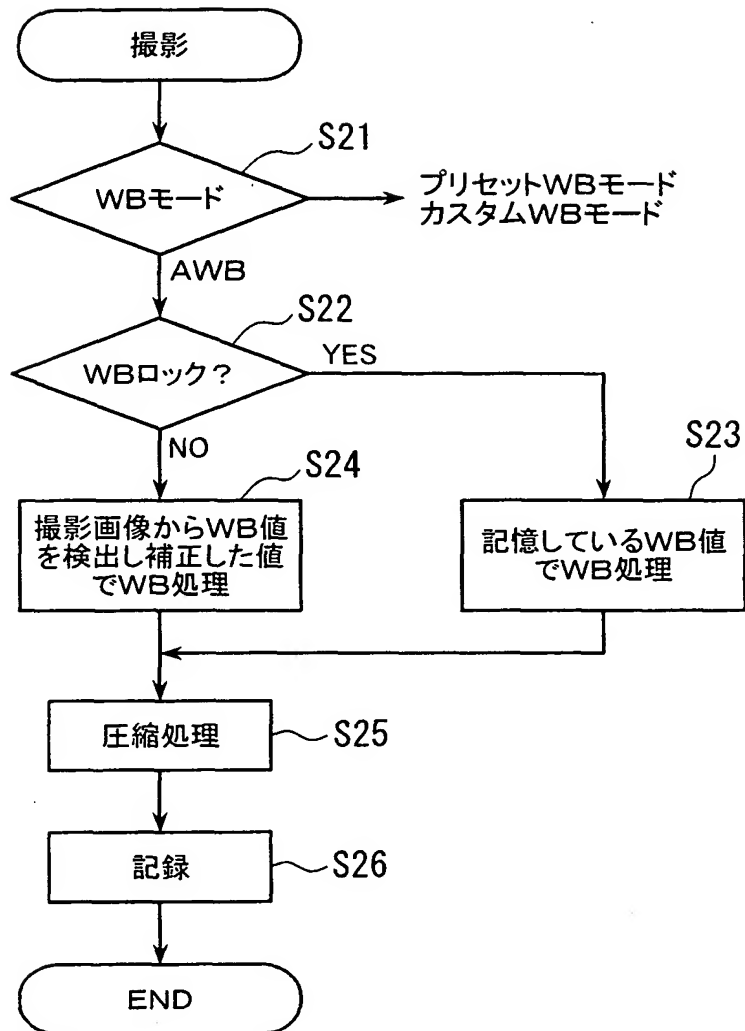 撮影
S21
WBモード
プリセットWBモード
カスタムWBモード
AWB
S22
WBロック?
YES
NO
S23
S24
撮影画像からWB値
を検出し補正した値
でWB処理
記憶しているWB値
でWB処理
圧縮処理
S25
記録
S26
END